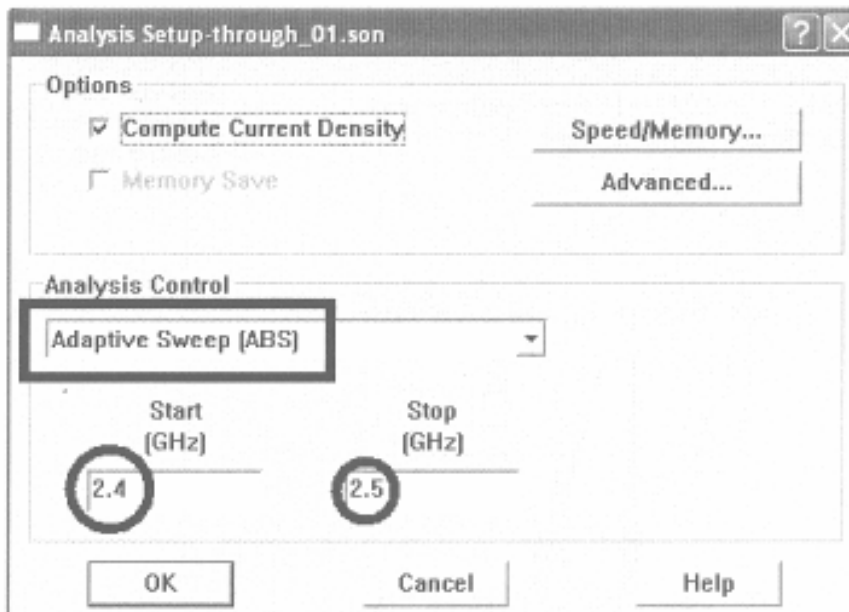 Analysis Setup-through_01.son
Options
Compute Current Density
Speed/Memory...
Memory Save
Advanced...
Analysis Control
Adaptive Sweep (ABS)
Start
(GHz)
Stop
(GHz)
2.4
2.5
OK
Cancel
Help